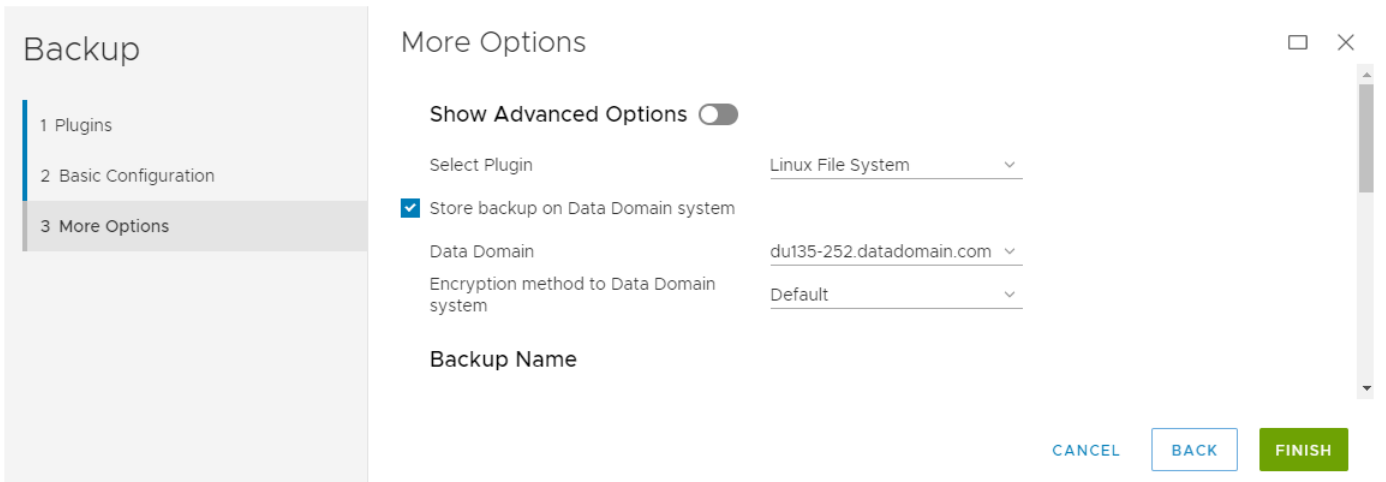 Backup
1 Plugins
2 Basic Configuration
3 More Options
More Options
Show Advanced Options
Select Plugin
Linux File System
Store backup on Data Domain system
Data Domain
du135-252.datadomain.com
Encryption method to Data Domain
system
Default
Backup Name
CANCEL
BACK
FINISH